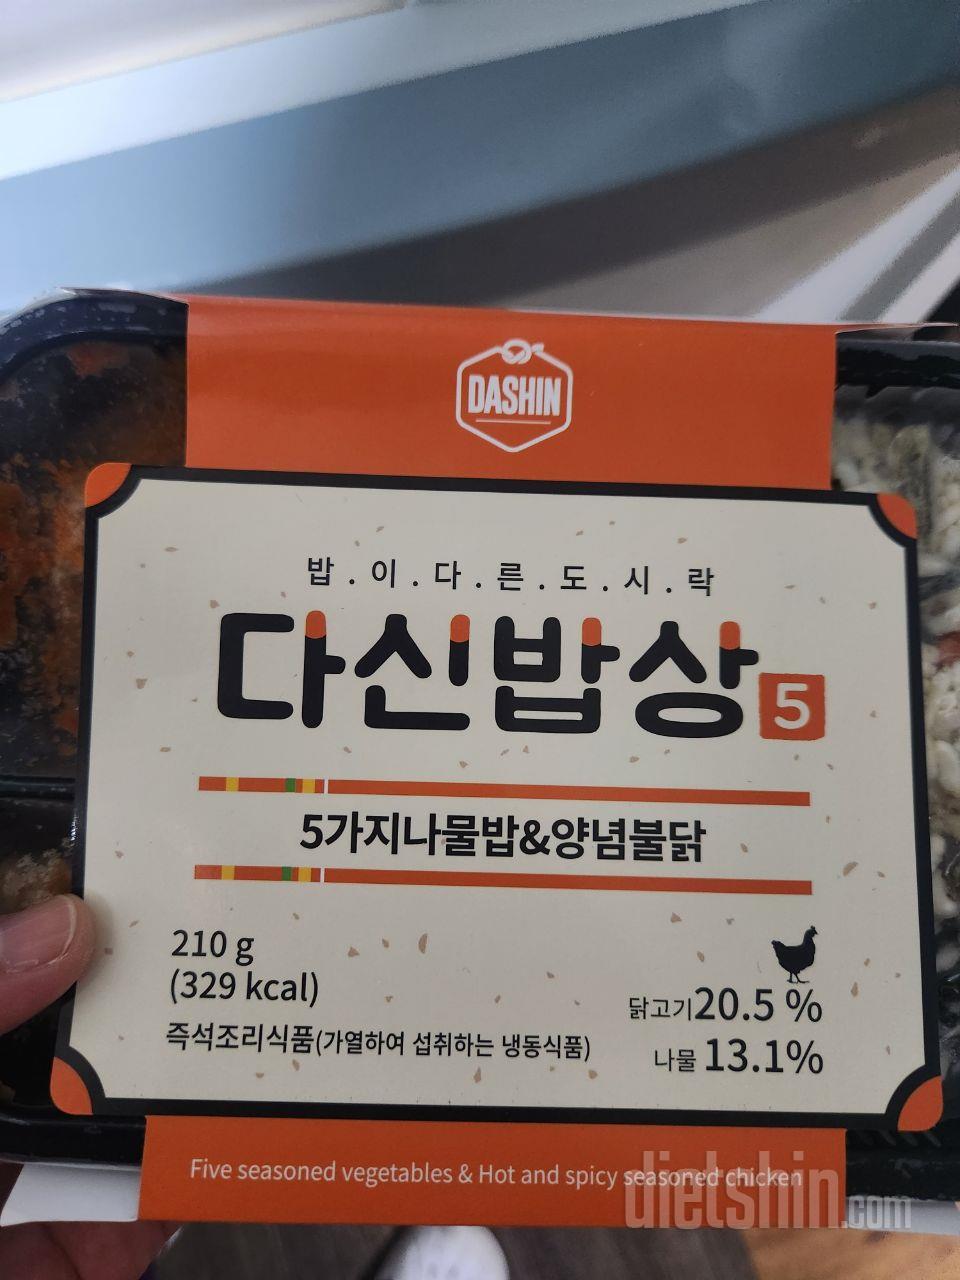 DASHIN
밥.이.다.른.도.시.락
다신밥상5
5가지나물밥&양념불닭
210 g
(329 kcal)
즉석조리식품(가열하여 섭취하는 냉동식품)
닭고기20.5 %
나물 13.1%
Five seasoned vegetables & Hot and spicy seasoned chicken
dietshin.com